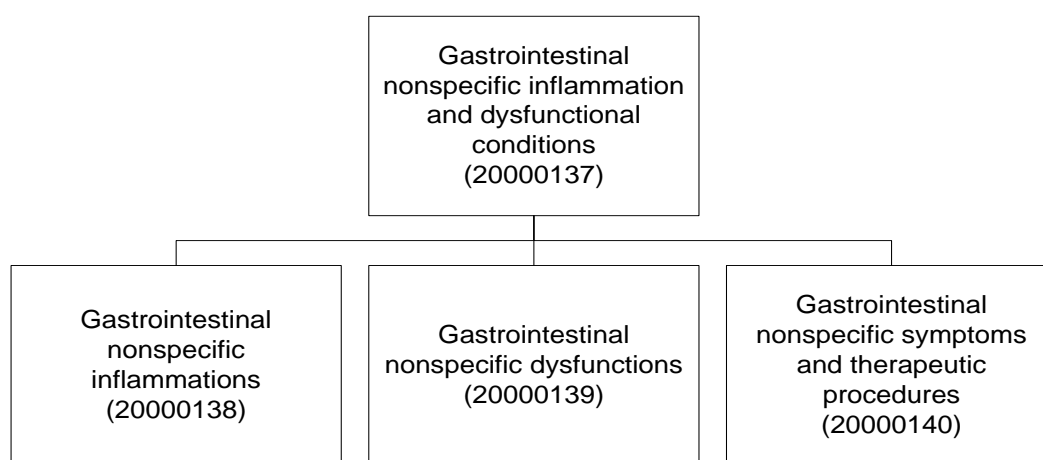 Gastrointestinal
nonspecific inflammation
and dysfunctional
conditions
(20000137)
Gastrointestinal
nonspecific
inflammations
(20000138)
Gastrointestinal
nonspecific dysfunctions
(20000139)
Gastrointestinal
nonspecific symptoms
and therapeutic
procedures
(20000140)